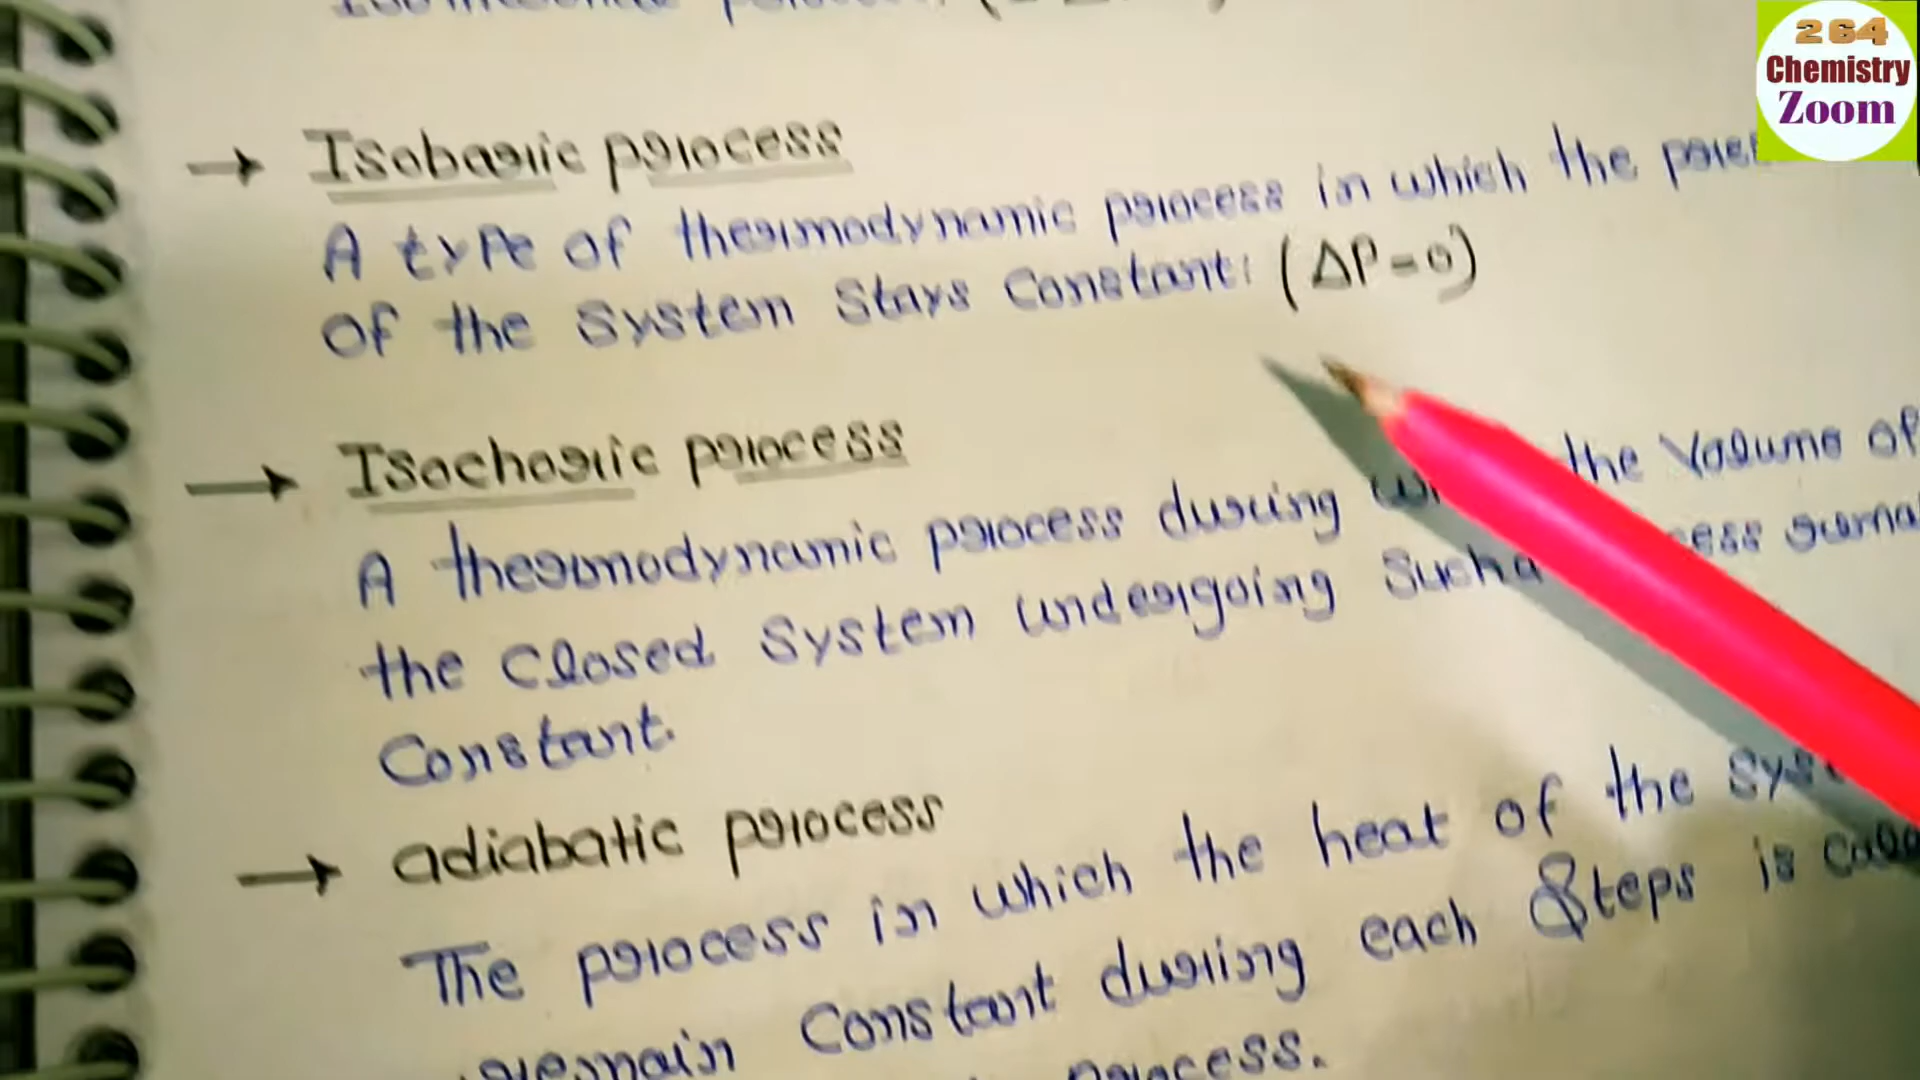 264
Chemistry
Zoom
→ Isobaric process
A type of thermodynamic process in which the
of the System Stays Constant. (ΔP=0)
→ Isochoric process
A thermodynamic process during the Volume of
the Closed System undergoing Such a
Constant.
→ adiabatic process
The process in which the heat of the
remain Constant during each Steps is
process.